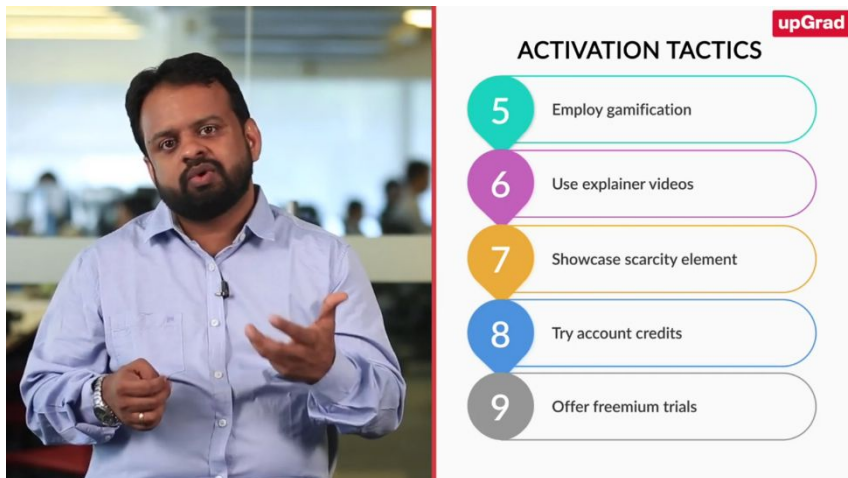 upGrad
ACTIVATION TACTICS
5 Employ gamification
6 Use explainer videos
7 Showcase scarcity element
8 Try account credits
9 Offer freemium trials